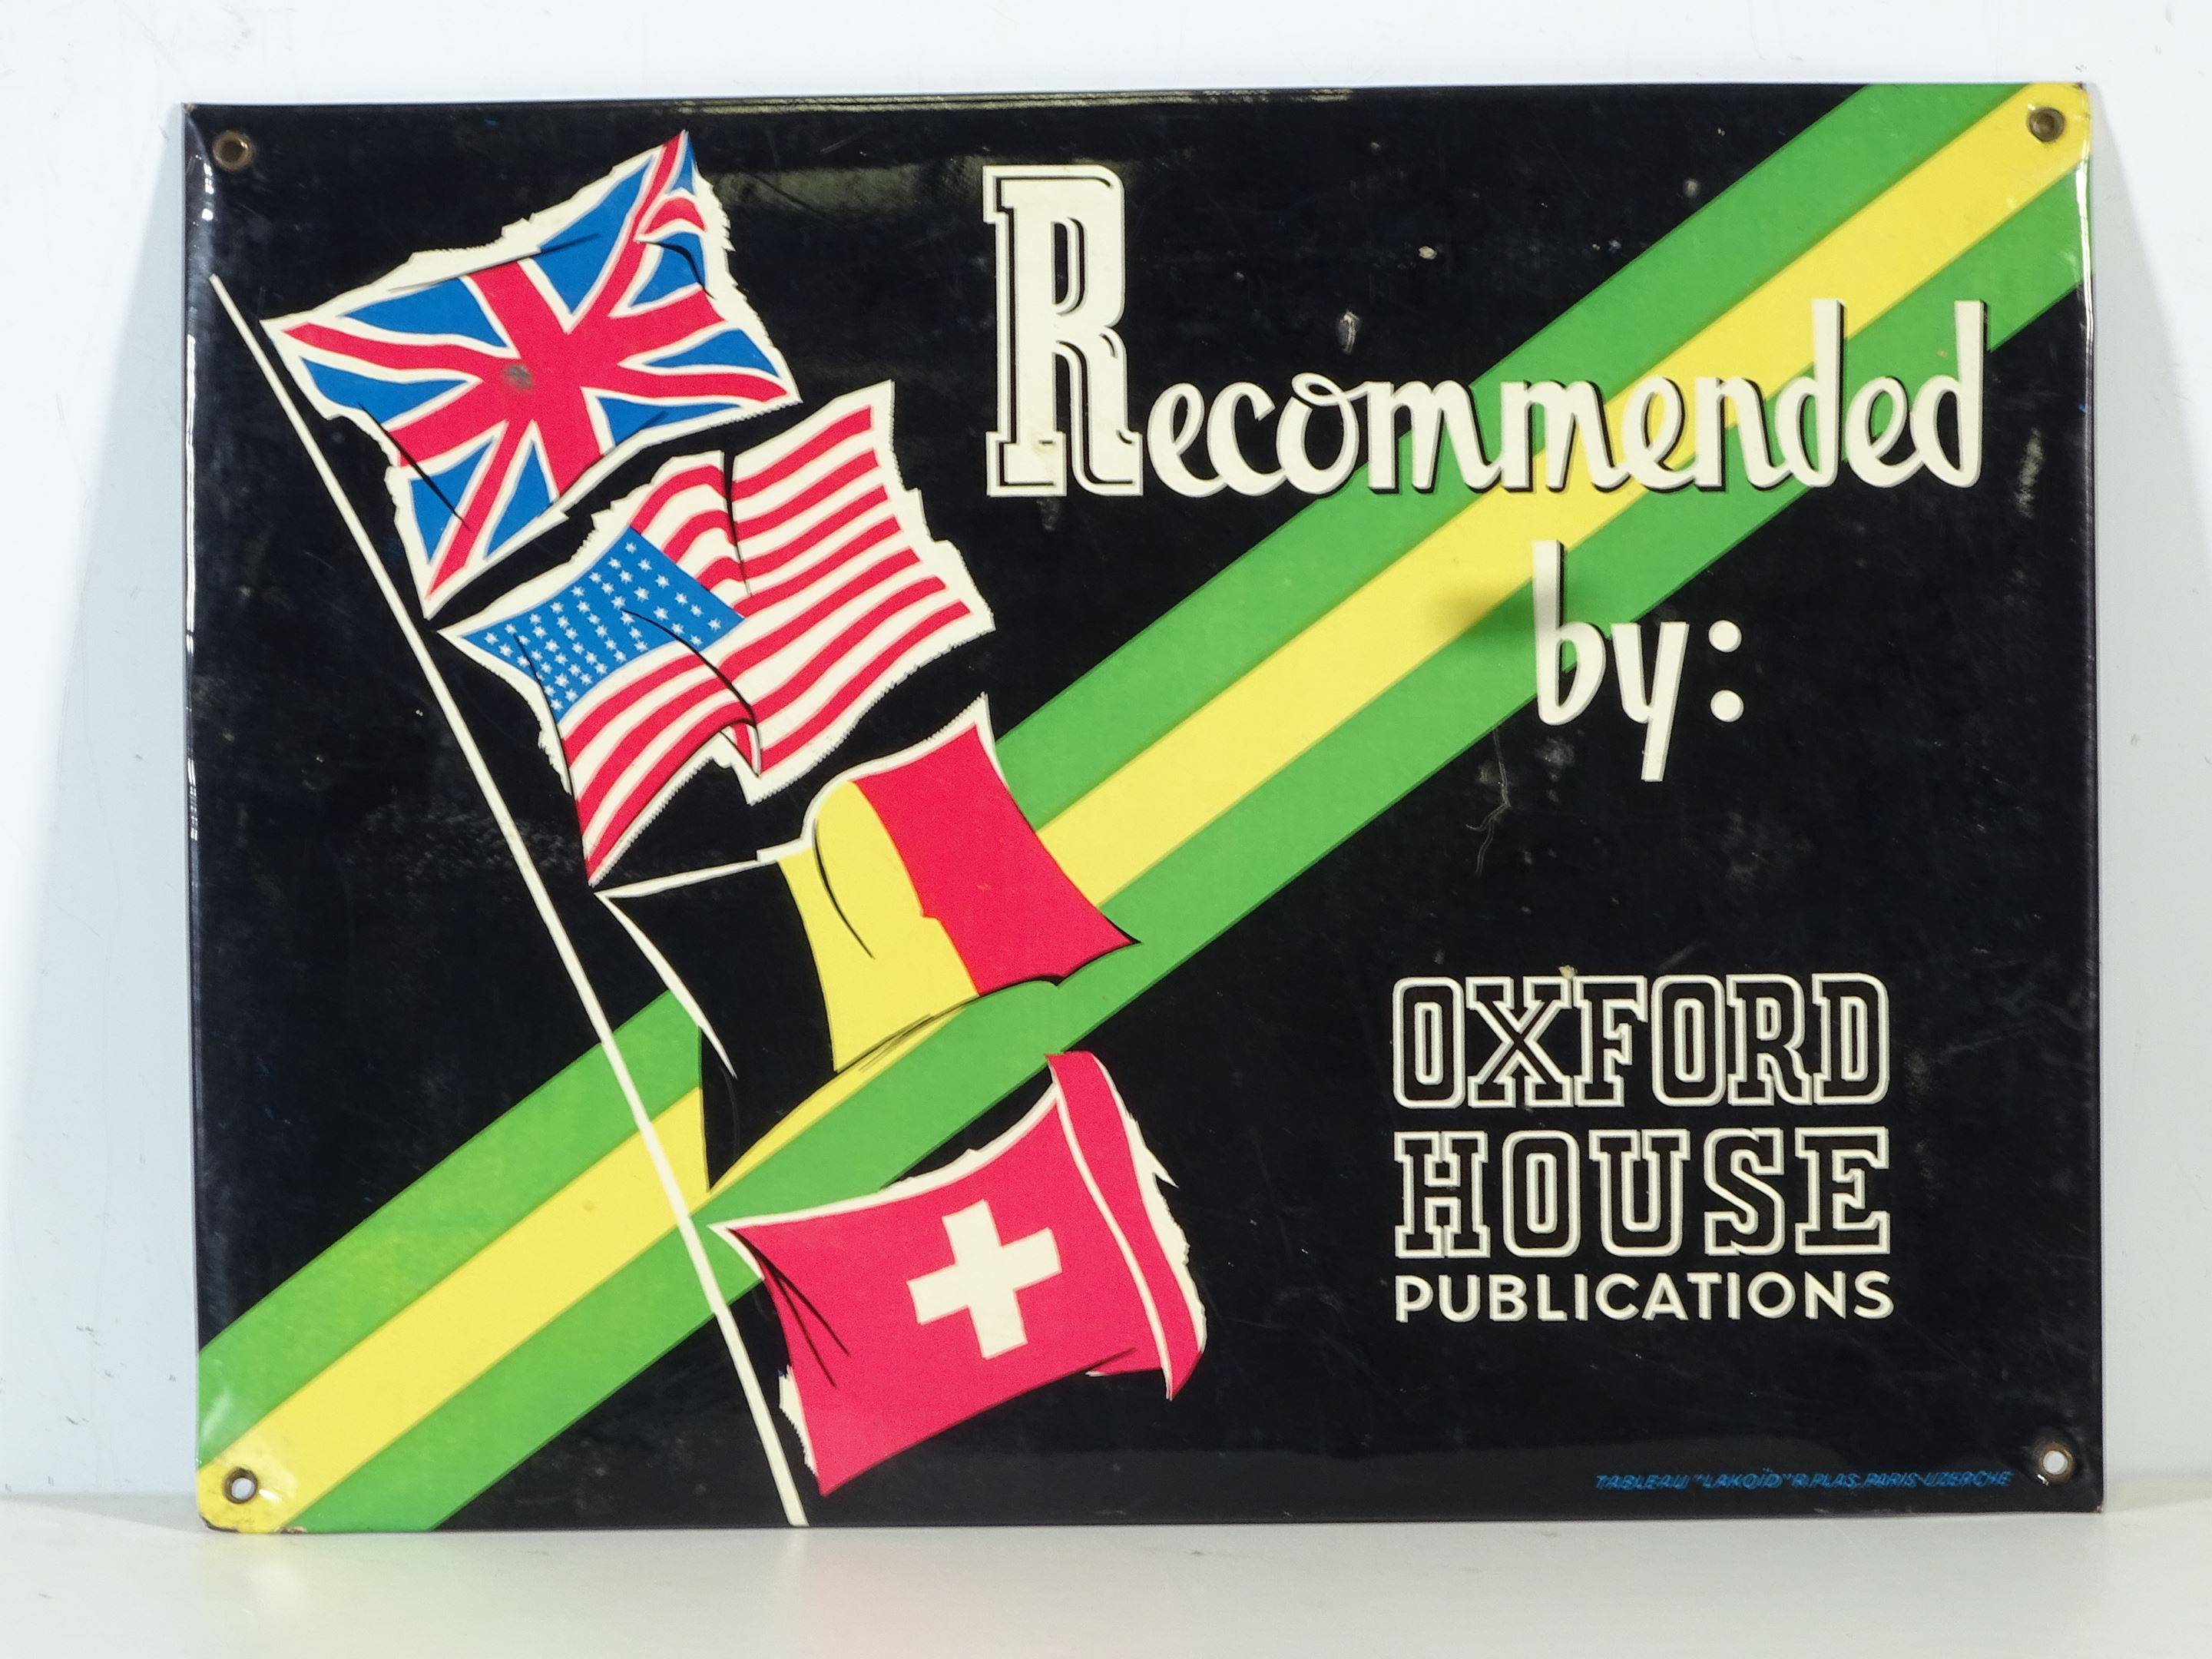 Recommended
by:
OXFORD
HOUSE
PUBLICATIONS
TABLEAU "LAKOÏD" R.PLAS. PARIS-UZERCHE